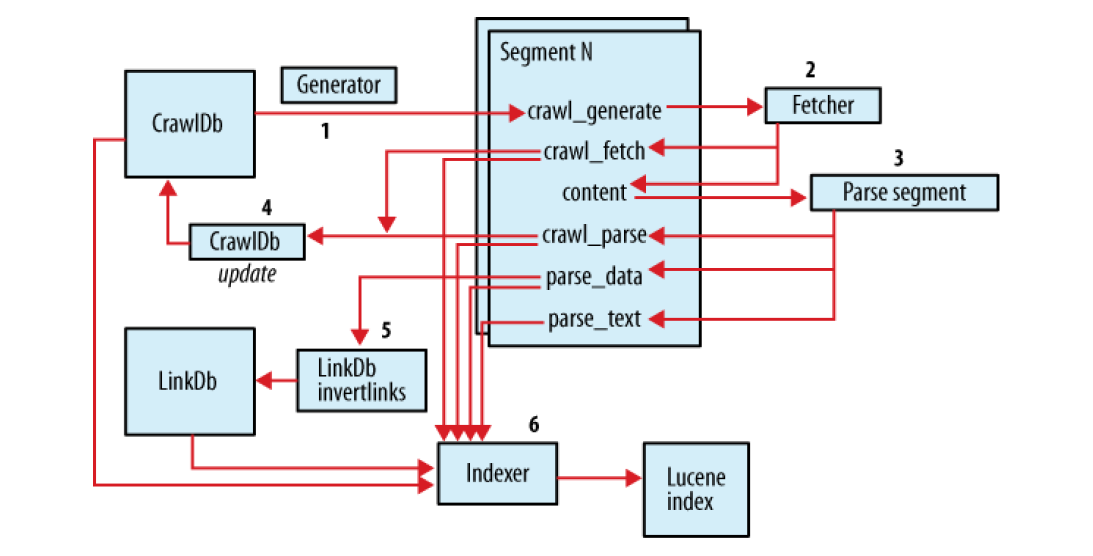 Segment N
2
Generator
Fetcher
CrawlDb
crawl_generate
1
crawl_fetch
3
content
Parse segment
4
crawl_parse
CrawlDb
update
parse_data
parse_text
5
LinkDb
LinkDb
invertlinks
6
Indexer
Lucene
index